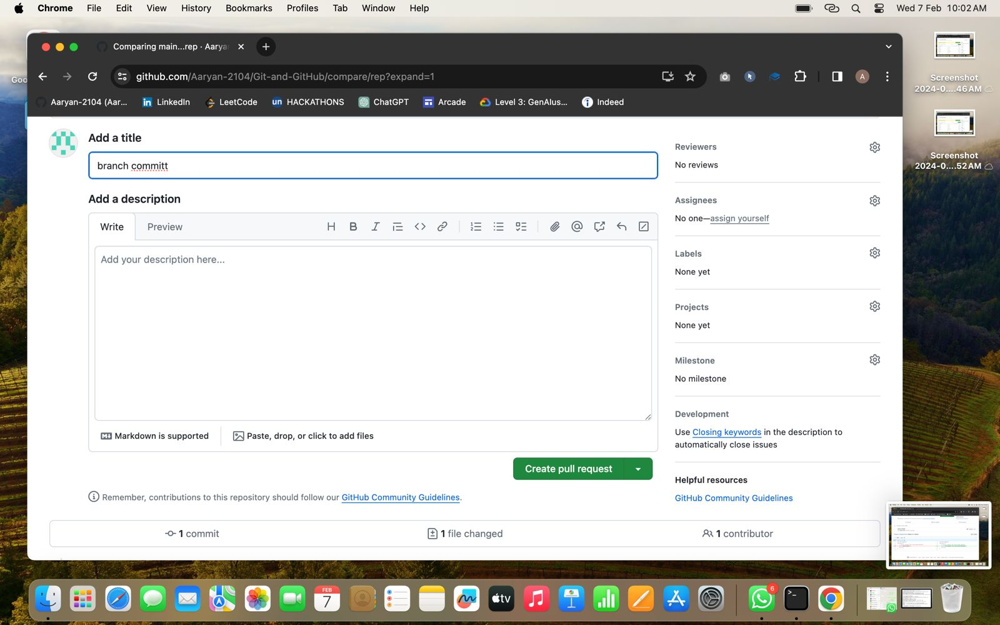 Chrome File Edit View History Bookmarks Profiles Tab Window Help Wed 7 Feb 10:02 AM
Comparing main...rep · Aarya
github.com/Aaryan-2104/Git-and-GitHub/compare/rep?expand=1
A
Aaryan-2104 (Aar... LinkedIn LeetCode HACKATHONS ChatGPT Arcade Level 3: GenAIus... Indeed
Screenshot
2024-0....46 AM
Screenshot
2024-0....52 AM
Goo
Add a title
branch committ
Add a description
Write Preview
Add your description here...
Markdown is supported Paste, drop, or click to add files
Create pull request
Remember, contributions to this repository should follow our GitHub Community Guidelines.
Reviewers
No reviews
Assignees
No one—assign yourself
Labels
None yet
Projects
None yet
Milestone
No milestone
Development
Use Closing keywords in the description to
automatically close issues
Helpful resources
GitHub Community Guidelines
1 commit 1 file changed 1 contributor
FEB
7
tv
6